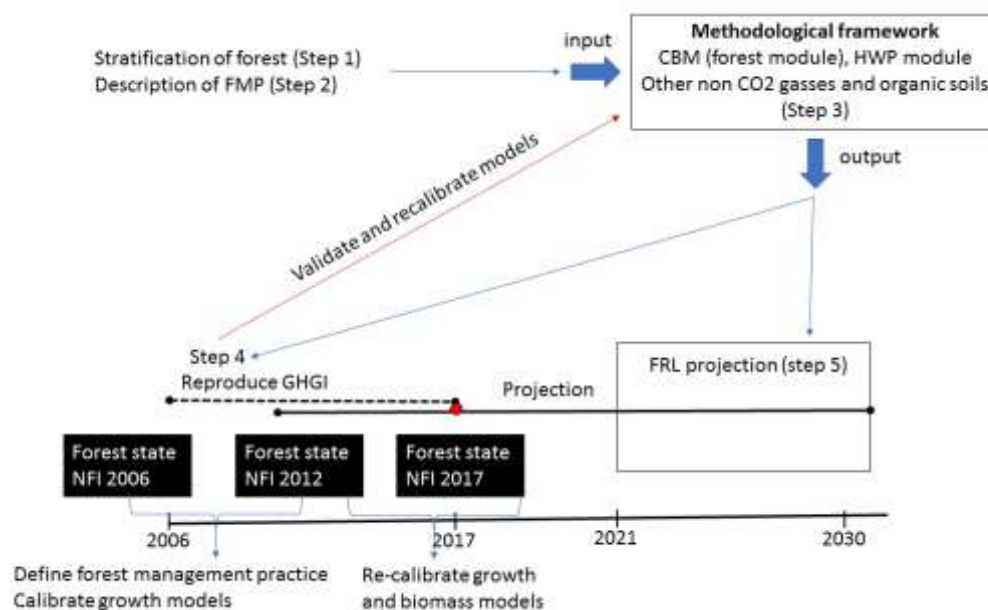 Stratification of forest (Step 1)
Description of FMP (Step 2)
input
Methodological framework
CBM (forest module), HWP module
Other non CO2 gasses and organic soils
(Step 3)
output
Validate and recalibrate models
Step 4
Reproduce GHGI
Projection
FRL projection (step 5)
Forest state
NFI 2006
Forest state
NFI 2012
Forest state
NFI 2017
2006
2017
2021
2030
Define forest management practice
Calibrate growth models
Re-calibrate growth
and biomass models